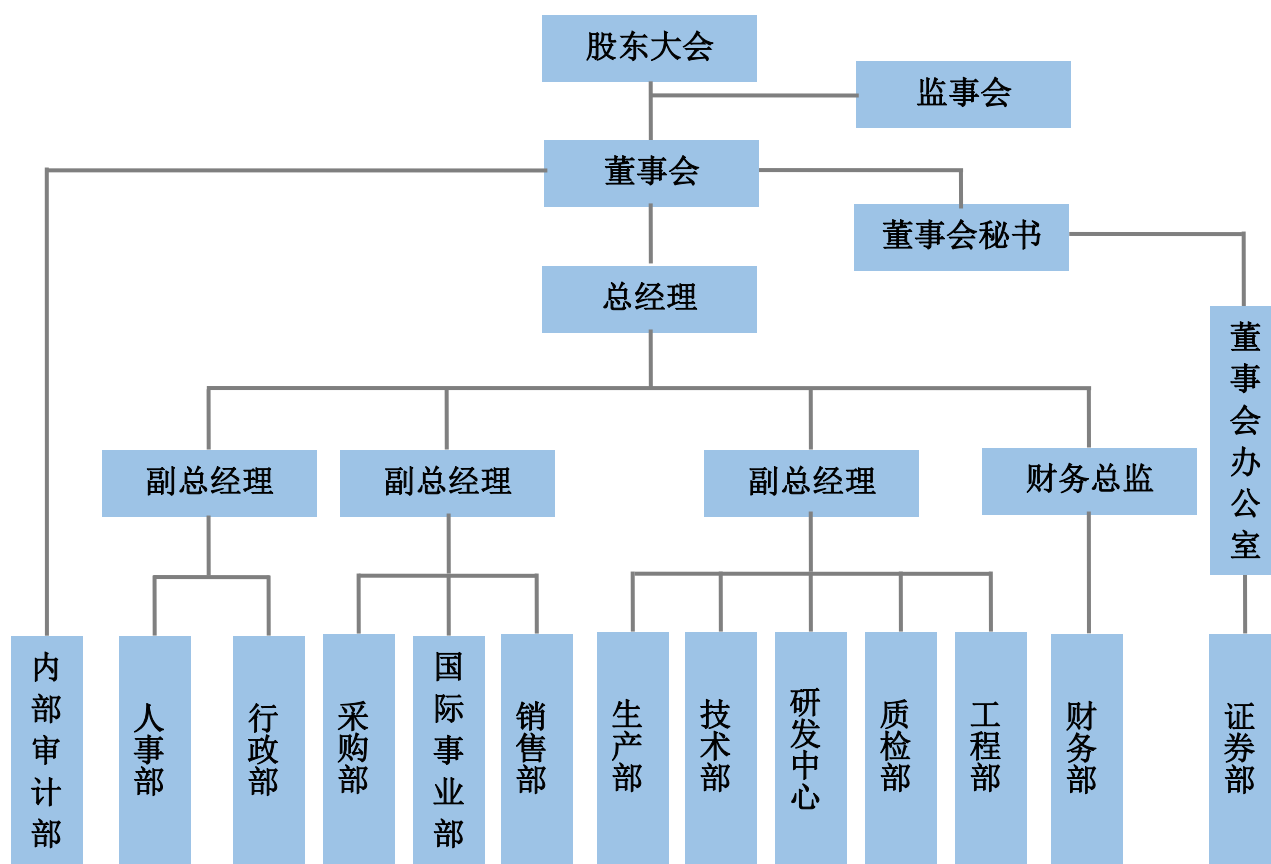 股东大会
监事会
董事会
董事会秘书
总经理
董事会办公室
副总经理
副总经理
副总经理
财务总监
内部审计部
人事部
行政部
采购部
国际事业部
销售部
生产部
技术部
研发中心
质检部
工程部
财务部
证券部